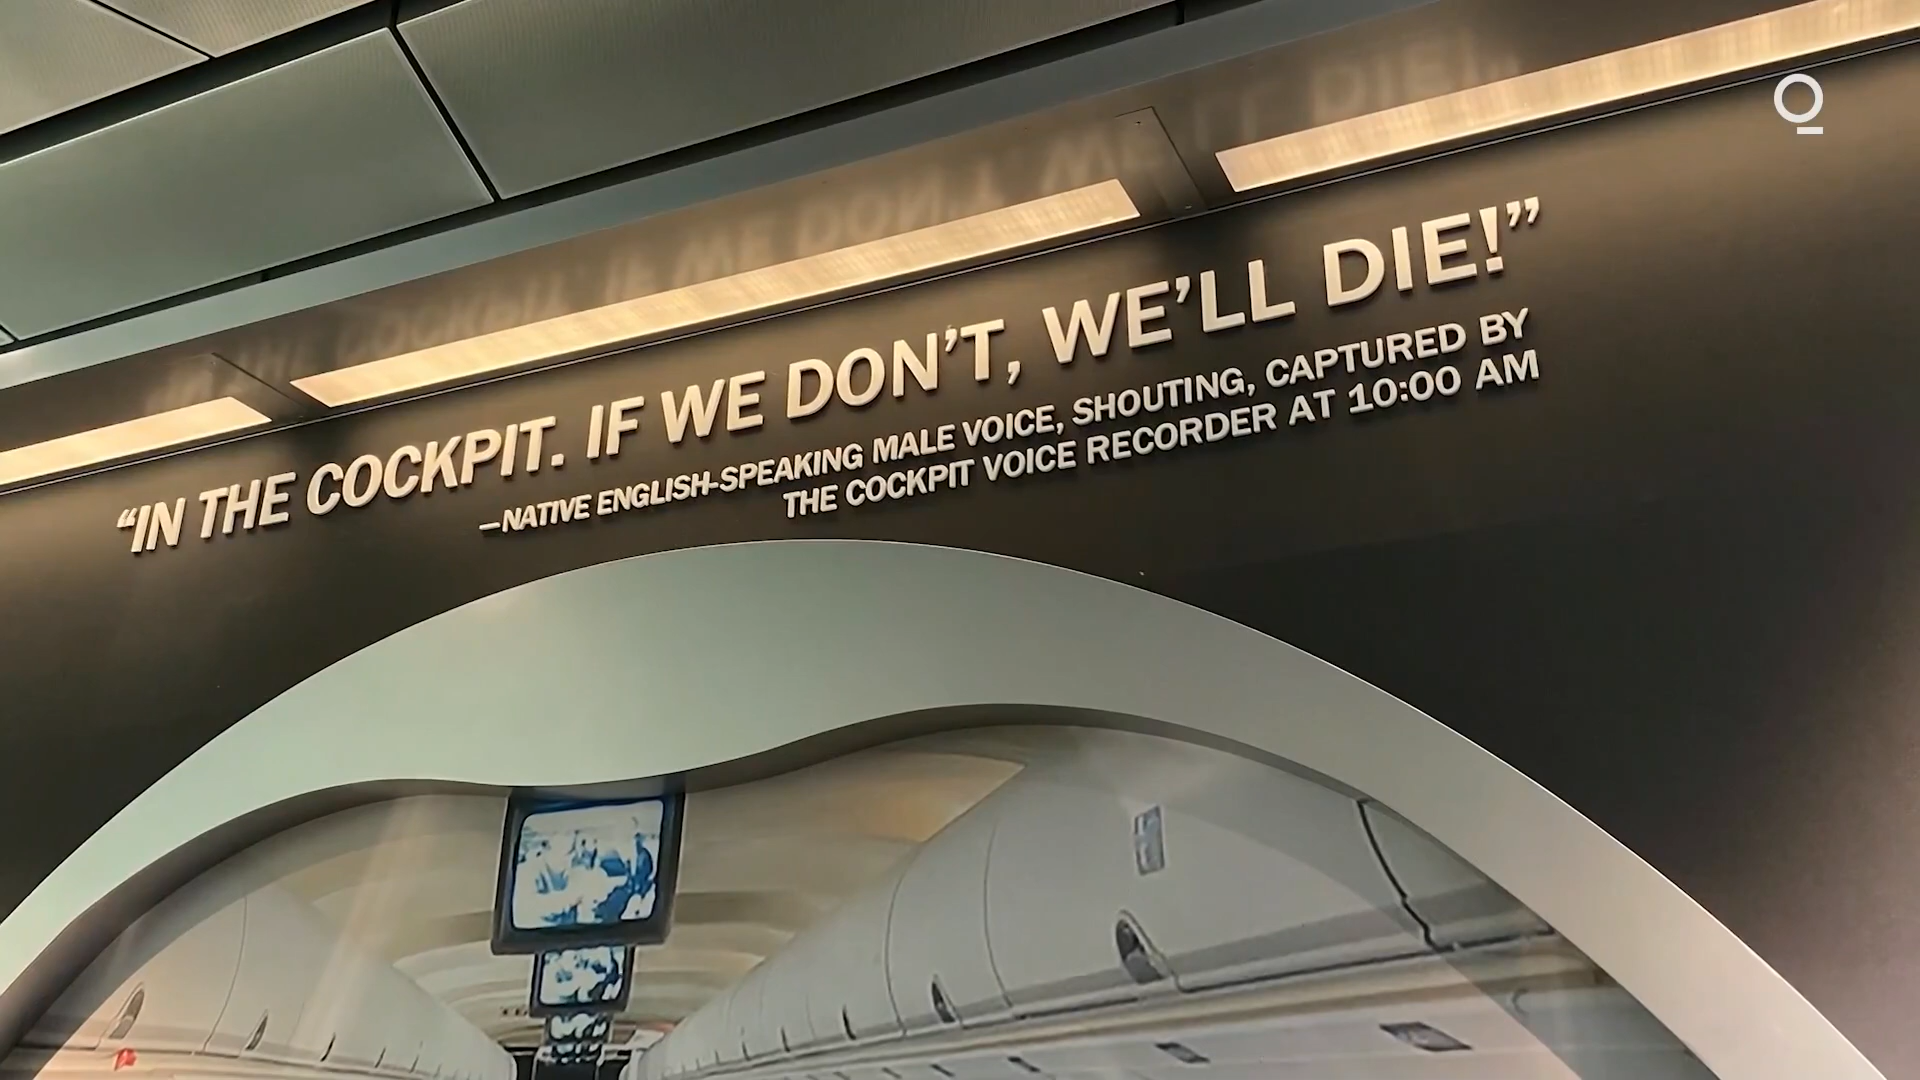 “IN THE COCKPIT. IF WE DON’T, WE’LL DIE!”
—NATIVE ENGLISH-SPEAKING MALE VOICE, SHOUTING, CAPTURED BY
THE COCKPIT VOICE RECORDER AT 10:00 AM